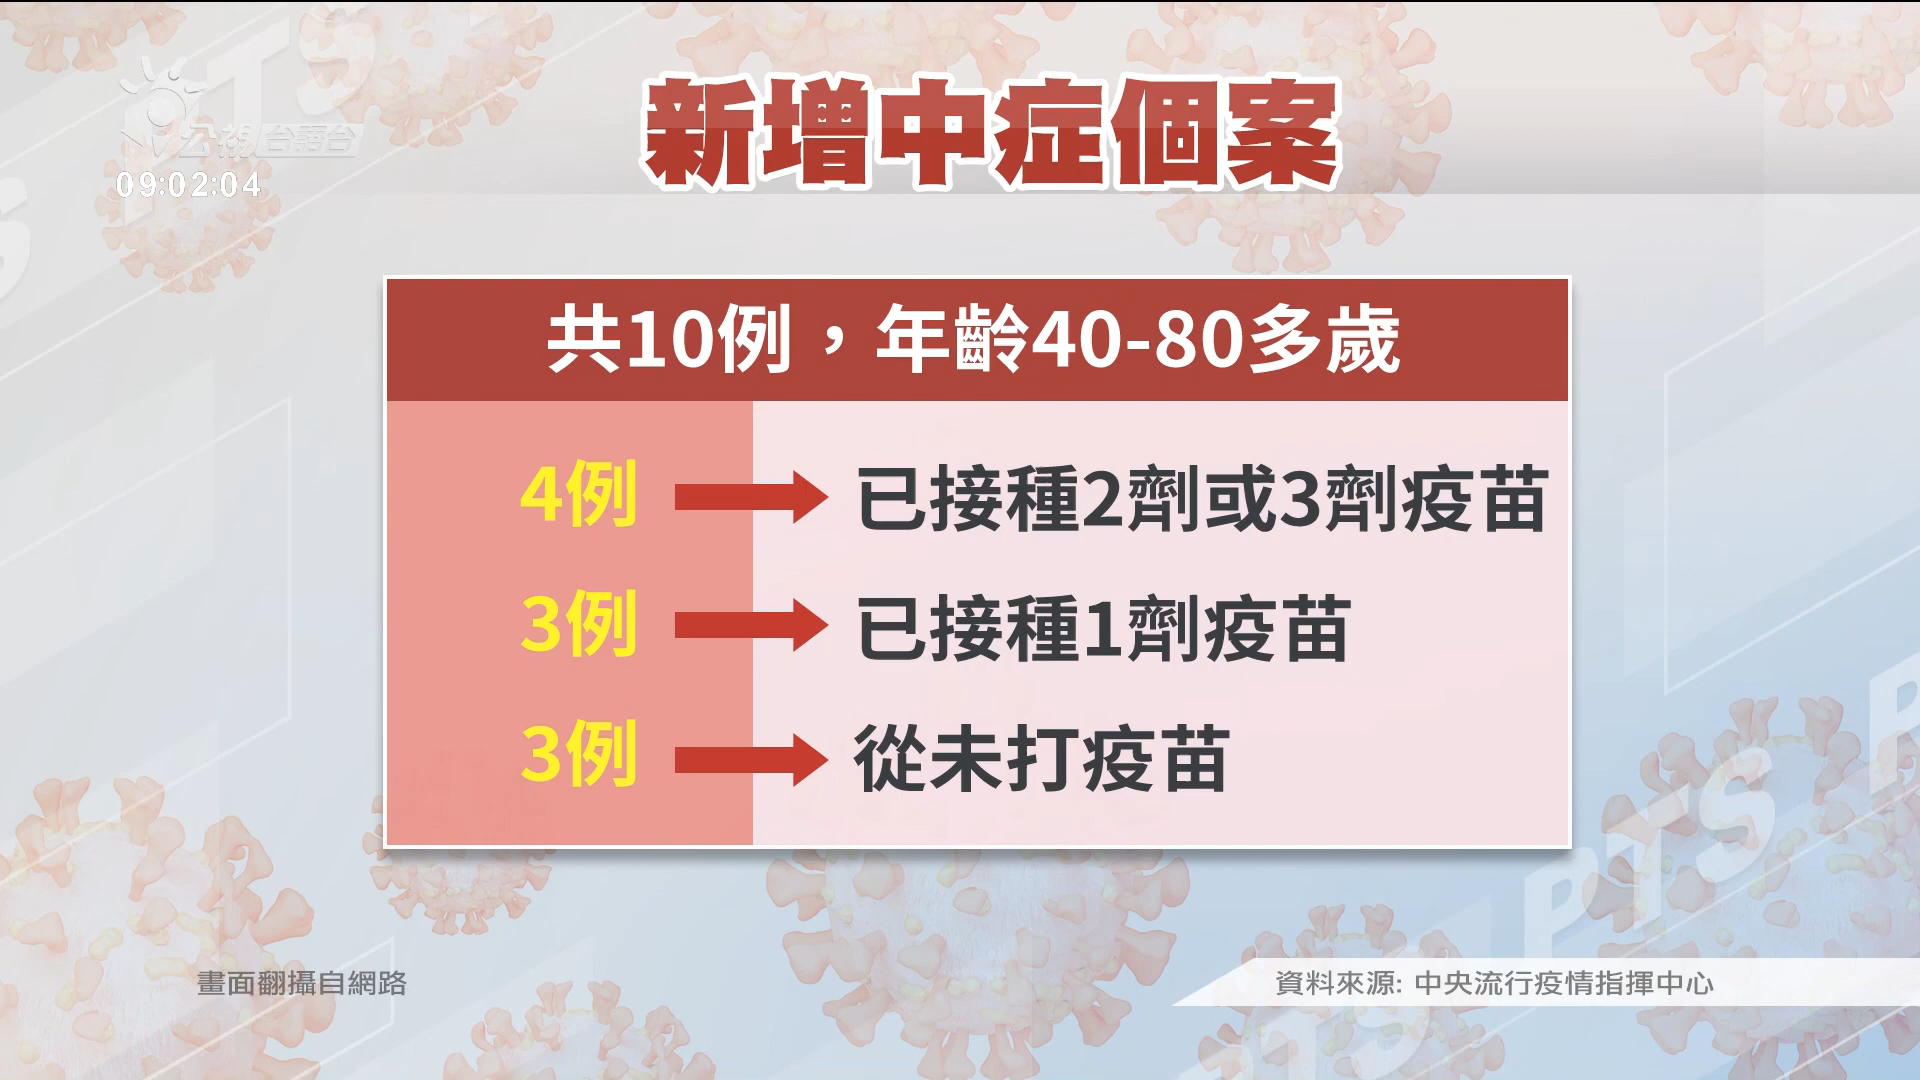 PTS
公視台語台
09:02:04
新增中症個案
共10例，年齡40-80多歲
4例 已接種2劑或3劑疫苗
3例 已接種1劑疫苗
3例 從未打疫苗
PTS
畫面翻攝自網路
資料來源: 中央流行疫情指揮中心